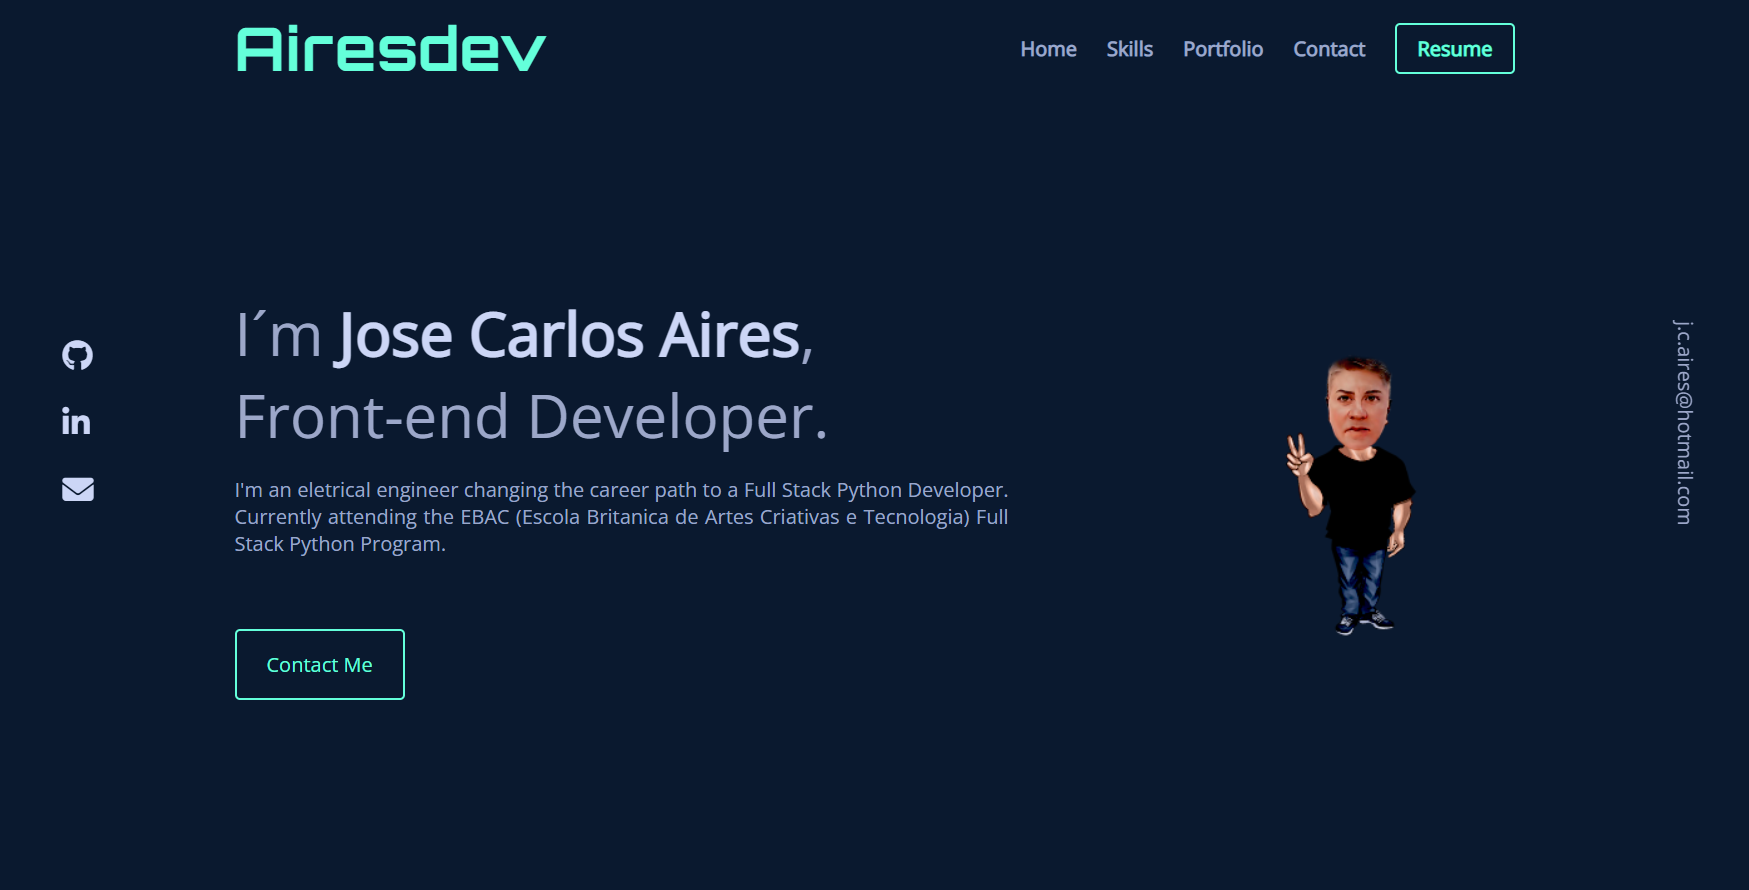 Airesdev
Home Skills Portfolio Contact Resume
I´m Jose Carlos Aires,
Front-end Developer.
I'm an eletrical engineer changing the career path to a Full Stack Python Developer.
Currently attending the EBAC (Escola Britanica de Artes Criativas e Tecnologia) Full
Stack Python Program.
Contact Me
j.c.aires@hotmail.com